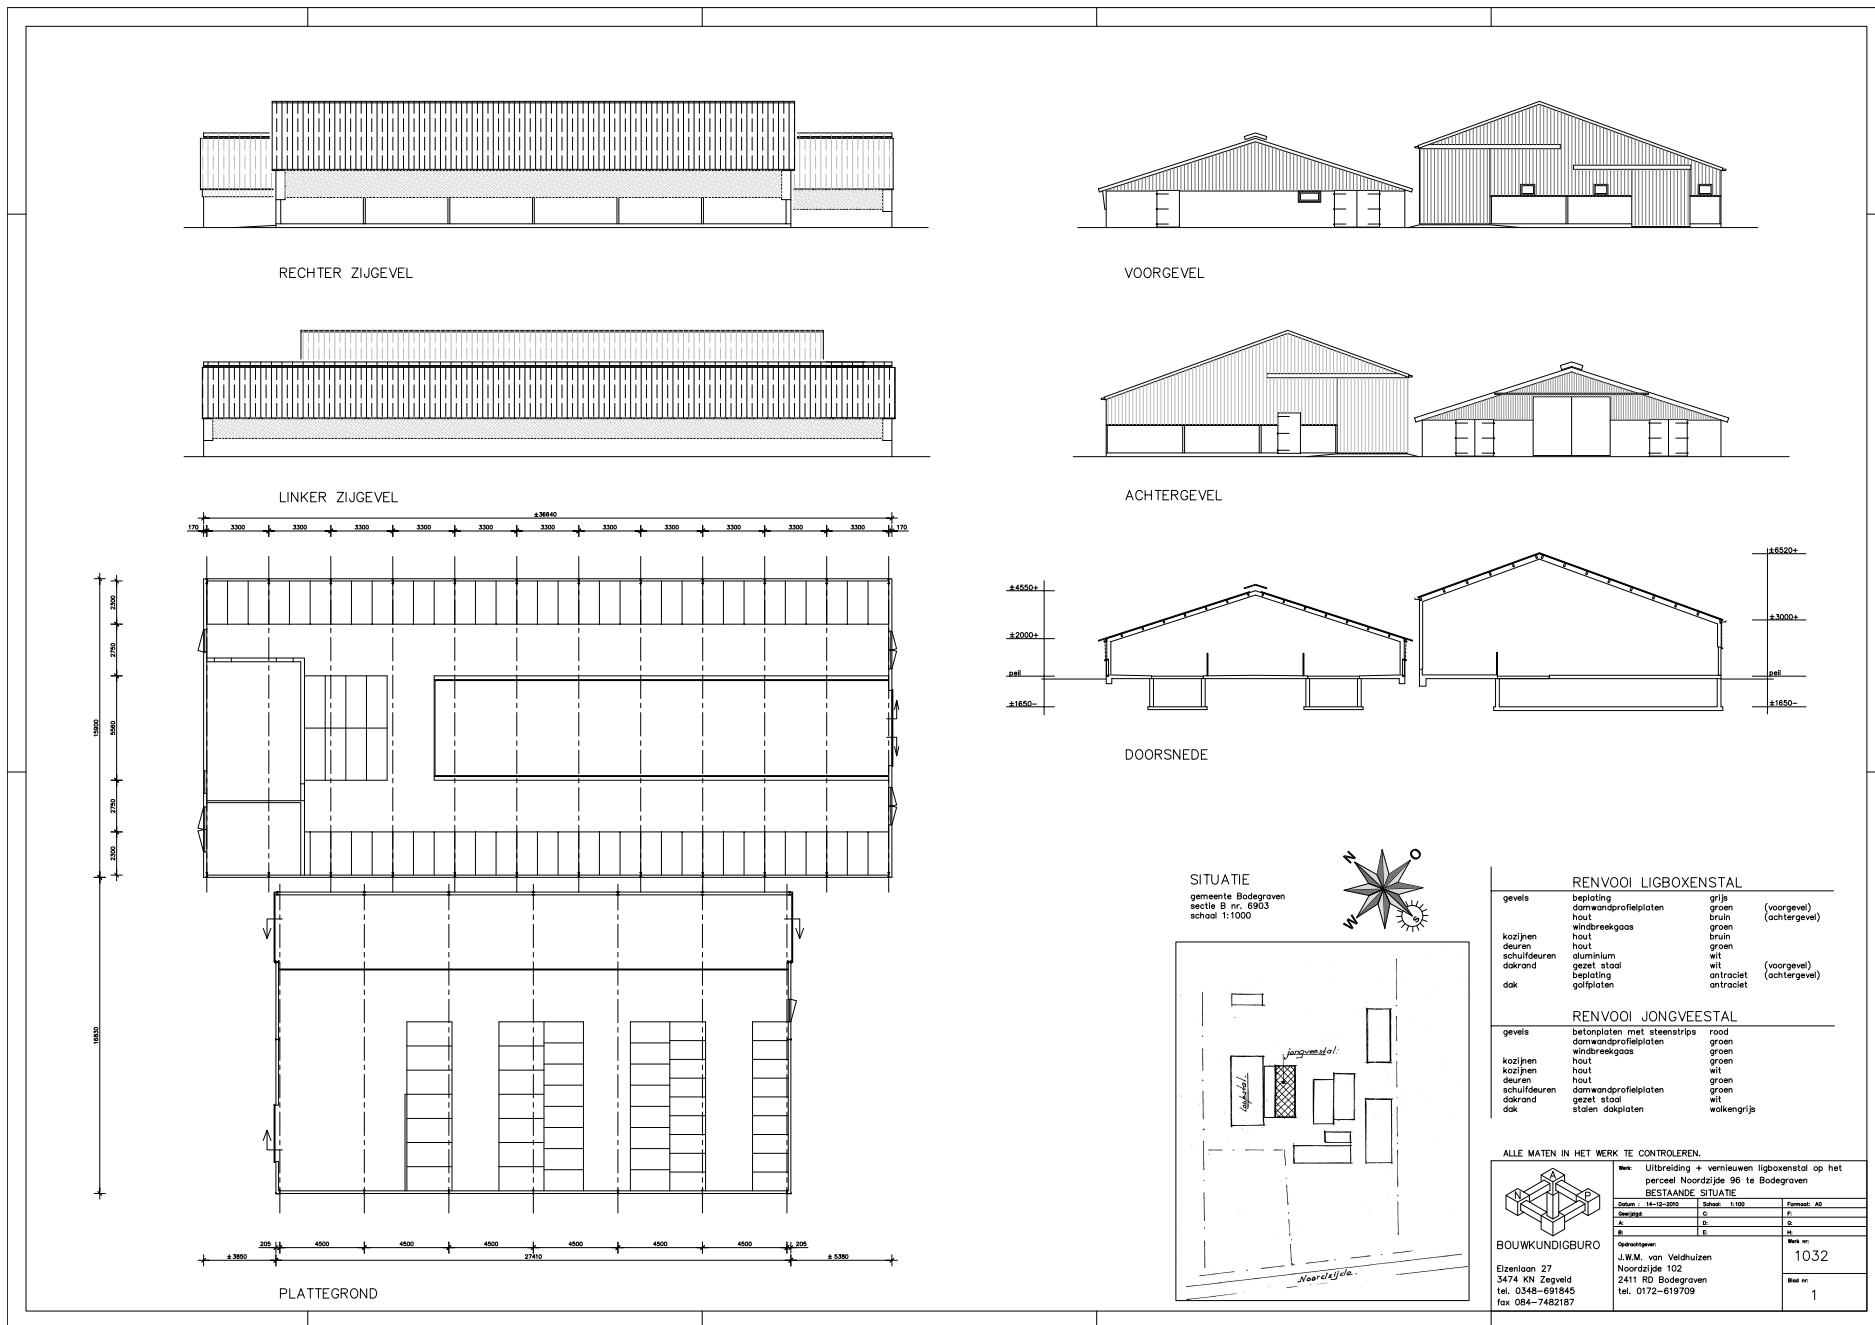 RECHTER ZIJGEVEL
VOORGEVEL
LINKER ZIJGEVEL
ACHTERGEVEL
±36640
170 3300 3300 3300 3300 3300 3300 3300 3300 3300 3300 3300 170
2300
2750
5560
2750
2300
15900
16830
±4550+
±2000+
peil
±1650-
±6520+
±3000+
peil
±1650-
DOORSNEDE
205 4500 4500 4500 4500 4500 4500 205
±3850 27410 ±5380
PLATTEGROND
SITUATIE
gemeente Bodegraven
sectie B nr. 6903
schaal 1:1000
N
O
W
S
jongveestal
loopstal
Noordzijde
RENVOOI LIGBOXENSTAL
gevels beplating grijs
damwandprofielplaten groen (voorgevel)
hout bruin (achtergevel)
windbreekgaas groen
kozijnen hout bruin
deuren hout groen
schuifdeuren aluminium wit
dakrand gezet staal wit (voorgevel)
beplating antraciet (achtergevel)
dak golfplaten antraciet
RENVOOI JONGVEESTAL
gevels betonplaten met steenstrips rood
damwandprofielplaten groen
windbreekgaas groen
kozijnen hout groen
kozijnen hout wit
deuren hout groen
schuifdeuren damwandprofielplaten groen
dakrand gezet staal wit
dak stalen dakplaten wolkengrijs
ALLE MATEN IN HET WERK TE CONTROLEREN.
N A P
BOUWKUNDIGBURO
Elzenlaan 27
3474 KN Zegveld
tel. 0348-691845
fax 084-7482187
Werk: Uitbreiding + vernieuwen ligboxenstal op het
perceel Noordzijde 96 te Bodegraven
BESTAANDE SITUATIE
Datum : 14-12-2010 Schaal: 1:100 Formaat: A0
Gewijzigd: C: F:
A: D: G:
B: E: H:
Opdrachtgever:
J.W.M. van Veldhuizen
Noordzijde 102
2411 RD Bodegraven
tel. 0172-619709
Werk nr:
1032
Blad nr:
1